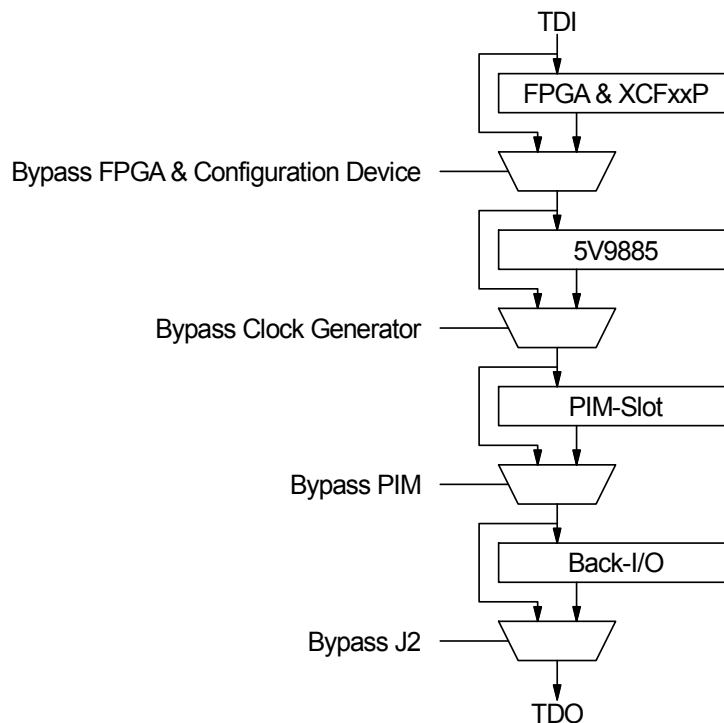 TDI
FPGA & XCFxxP
Bypass FPGA & Configuration Device
5V9885
Bypass Clock Generator
PIM-Slot
Bypass PIM
Back-I/O
Bypass J2
TDO